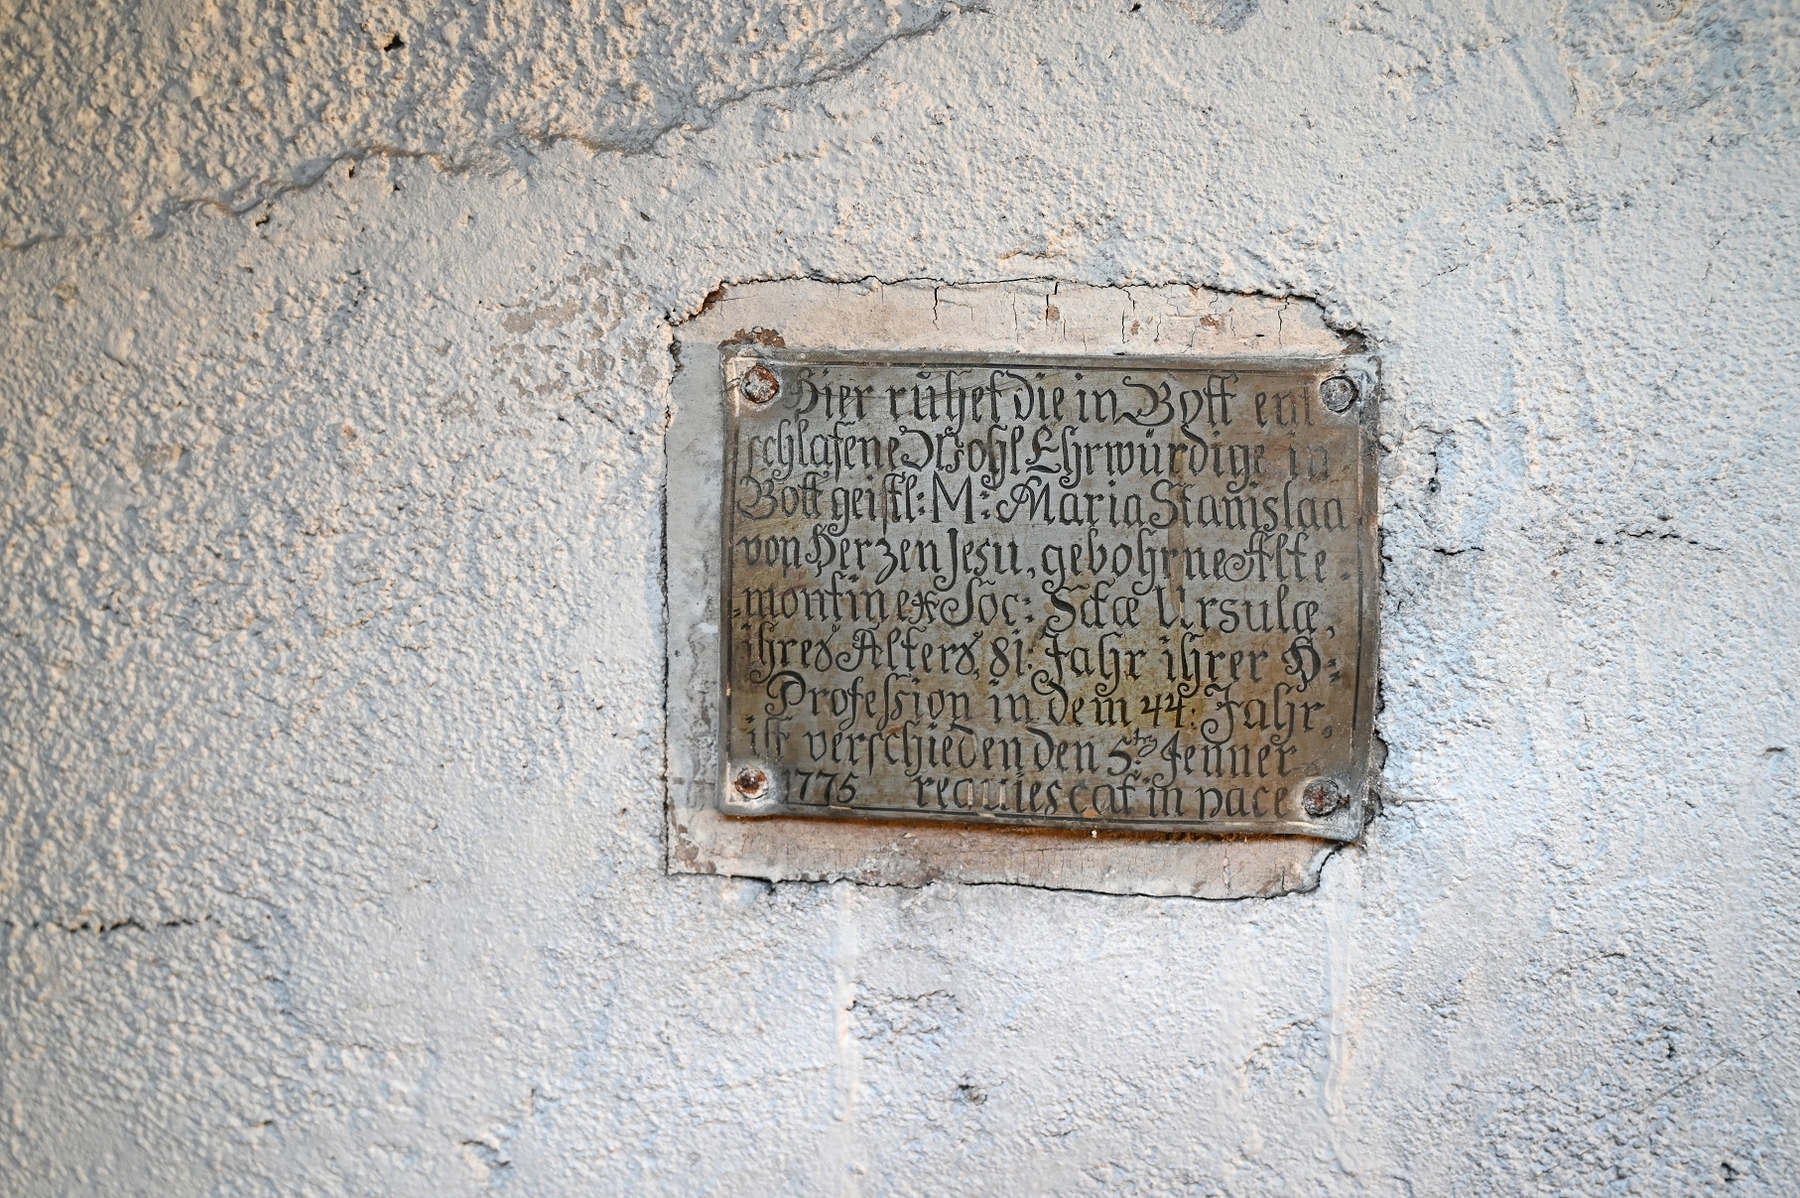 Hier ruhet die in Gott ent
schlafene Wohl Ehrwürdige in
Gott geistl: M: Maria Stanislaa
von Herzen Jesu, gebohrne Alte
montin ex Soc: Sctæ Ursulæ,
ihres Alters, 81: Jahr ihrer H:
Profession in dem 44: Jahr,
ist verschieden den 5ten Jenner
1775 requiescat in pace